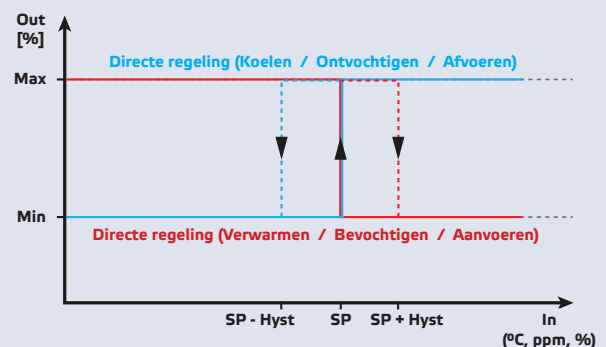 Out
[%]
Directe regeling (Koelen / Ontvochtigen / Afvoeren)
Max
Min
Directe regeling (Verwarmen / Bevochtigen / Aanvoeren)
SP - Hyst SP SP + Hyst In
(ºC, ppm, %)